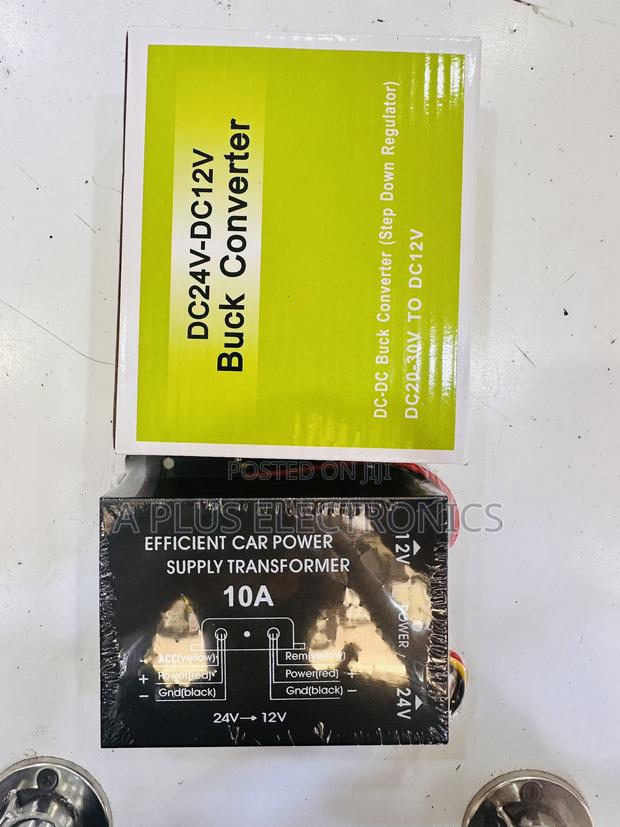 DC24V-DC12V
Buck Converter
DC-DC Buck Converter (Step Down Regulator)
DC20-30V TO DC12V
POSTED ON JIJI
A PLUS ELECTRONICS
EFFICIENT CAR POWER
SUPPLY TRANSFORMER
10A
ACC(yellow)
Rem(yellow)
+ Power(red)
Power(red) +
− Gnd(black)
Gnd(black) −
24V→12V
12V
POWER
24V